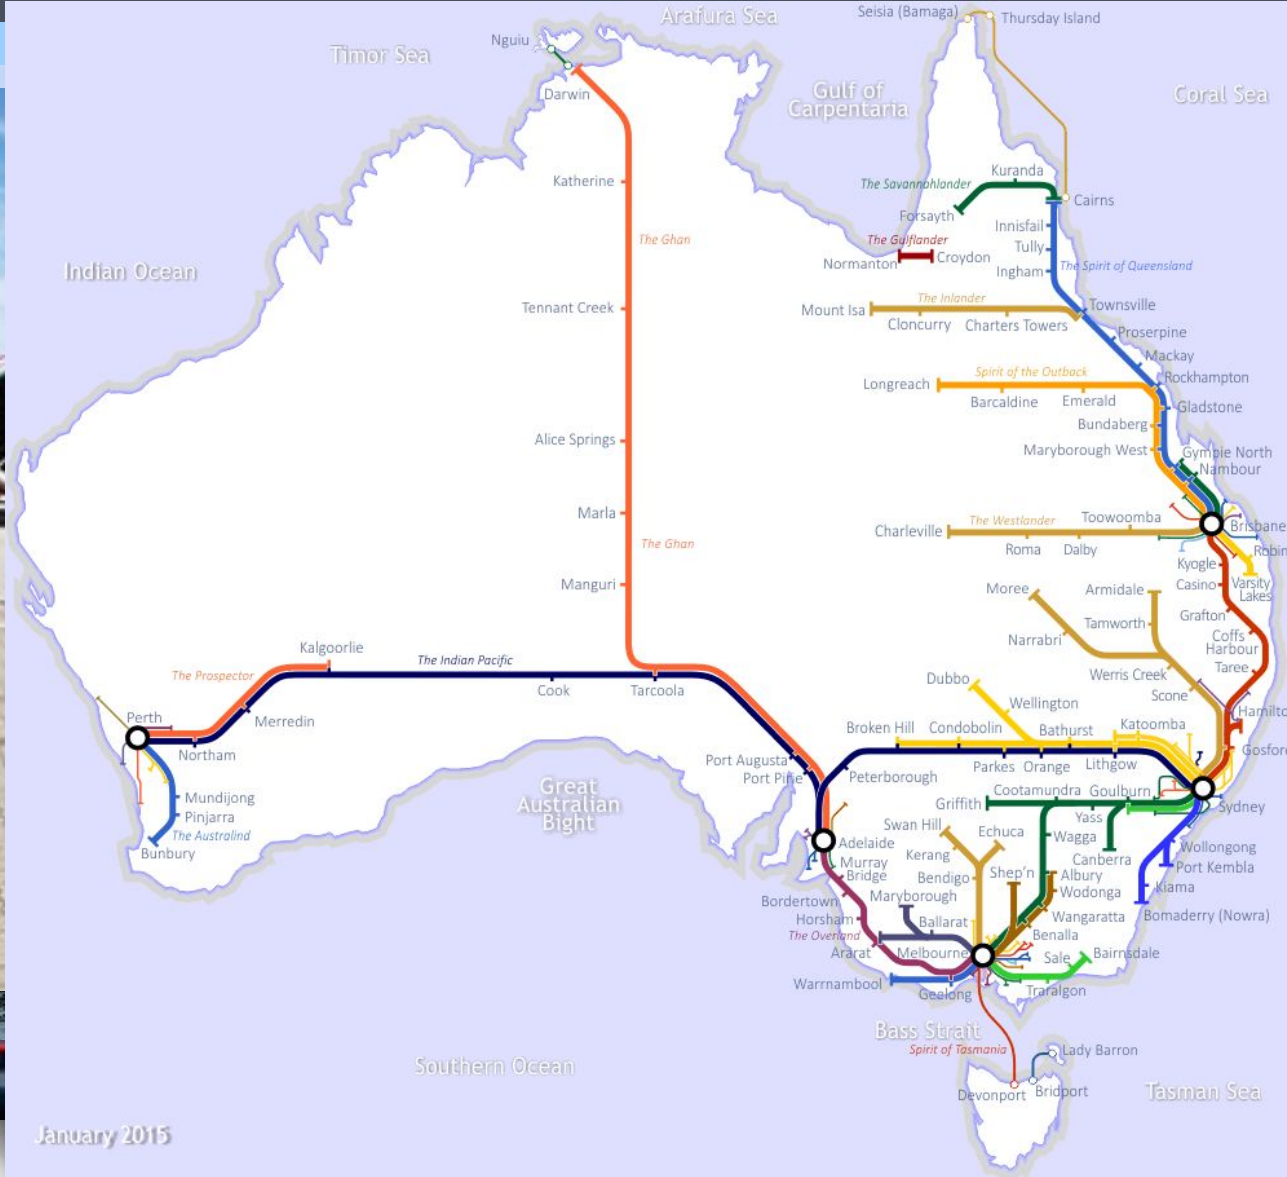 Arafura Sea
Seisia (Bamaga)
Thursday Island
Timor Sea
Nguiu
Darwin
Gulf of
Carpentaria
Coral Sea
Katherine
The Savannahlander
Kuranda
Cairns
Forsayth
Innisfail
The Ghan
The Gulflander
Tully
Normanton
Croydon
Ingham
The Spirit of Queensland
Indian Ocean
Tennant Creek
Mount Isa
The Inlander
Townsville
Cloncurry
Charters Towers
Proserpine
Mackay
Longreach
Spirit of the Outback
Rockhampton
Barcaldine
Emerald
Gladstone
Bundaberg
Alice Springs
Maryborough West
Gympie North
Nambour
Marla
Charleville
The Westlander
Toowoomba
Brisbane
The Ghan
Roma
Dalby
Robin
Kyogle
Manguri
Casino
Varsity
Lakes
Moree
Armidale
Grafton
Tamworth
Coffs
Harbour
Narrabri
Taree
Kalgoorlie
The Prospector
The Indian Pacific
Werris Creek
Dubbo
Scone
Cook
Tarcoola
Wellington
Hamilto
Perth
Merredin
Broken Hill
Condobolin
Bathurst
Katoomba
Northam
Gosford
Port Augusta
Port Pirie
Peterborough
Parkes
Orange
Lithgow
Great
Australian
Bight
Mundijong
Pinjarra
The Australind
Bunbury
Griffith
Cootamundra
Goulburn
Sydney
Yass
Swan Hill
Echuca
Wagga
Adelaide
Kerang
Canberra
Wollongong
Murray
Bridge
Bendigo
Shep'n
Albury
Port Kembla
Maryborough
Wodonga
Kiama
Bordertown
Horsham
Ballarat
Wangaratta
Bomaderry (Nowra)
The Overland
Benalla
Ararat
Melbourne
Sale
Bairnsdale
Warrnambool
Geelong
Traralgon
Bass Strait
Spirit of Tasmania
Lady Barron
Southern Ocean
Devonport
Bridport
Tasman Sea
January 2015